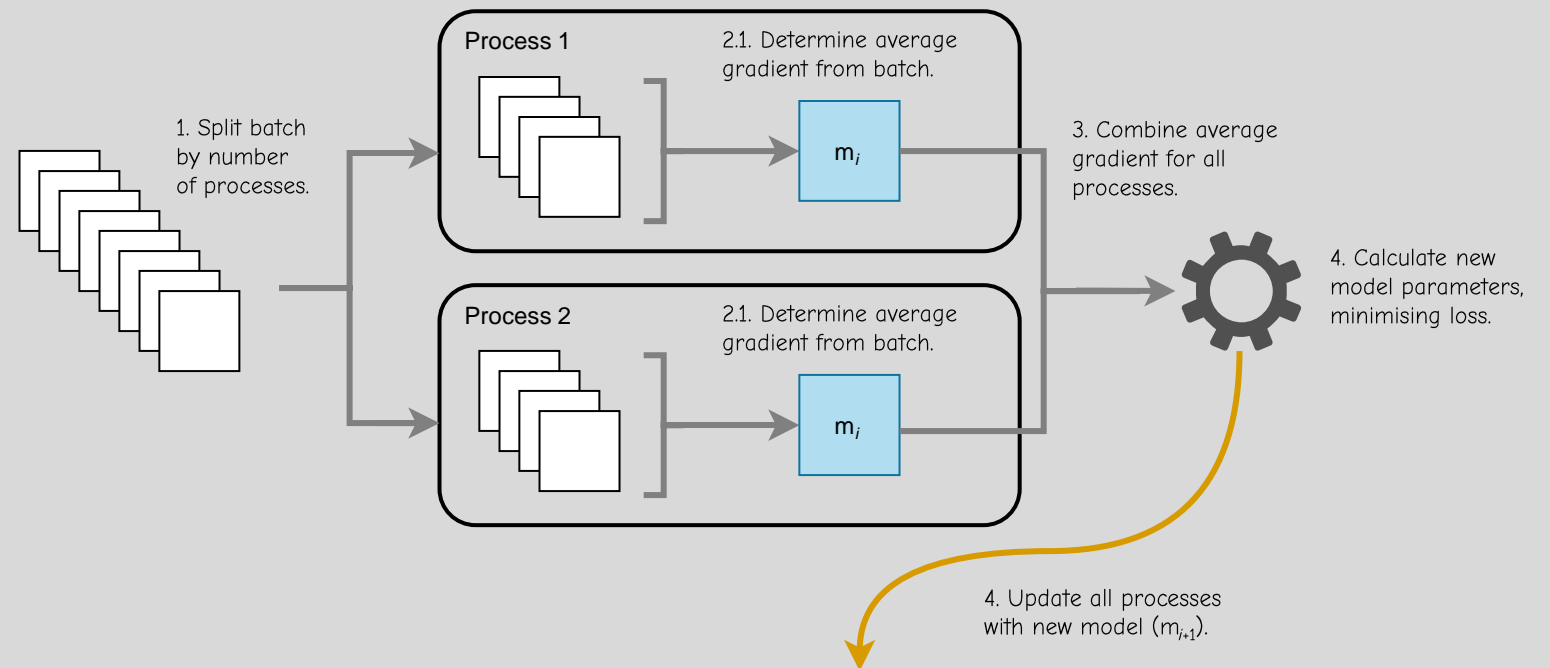 1. Split batch
by number
of processes.
Process 1
2.1. Determine average
gradient from batch.
m𝑖
Process 2
2.1. Determine average
gradient from batch.
m𝑖
3. Combine average
gradient for all
processes.
4. Calculate new
model parameters,
minimising loss.
4. Update all processes
with new model (m𝑖+1).